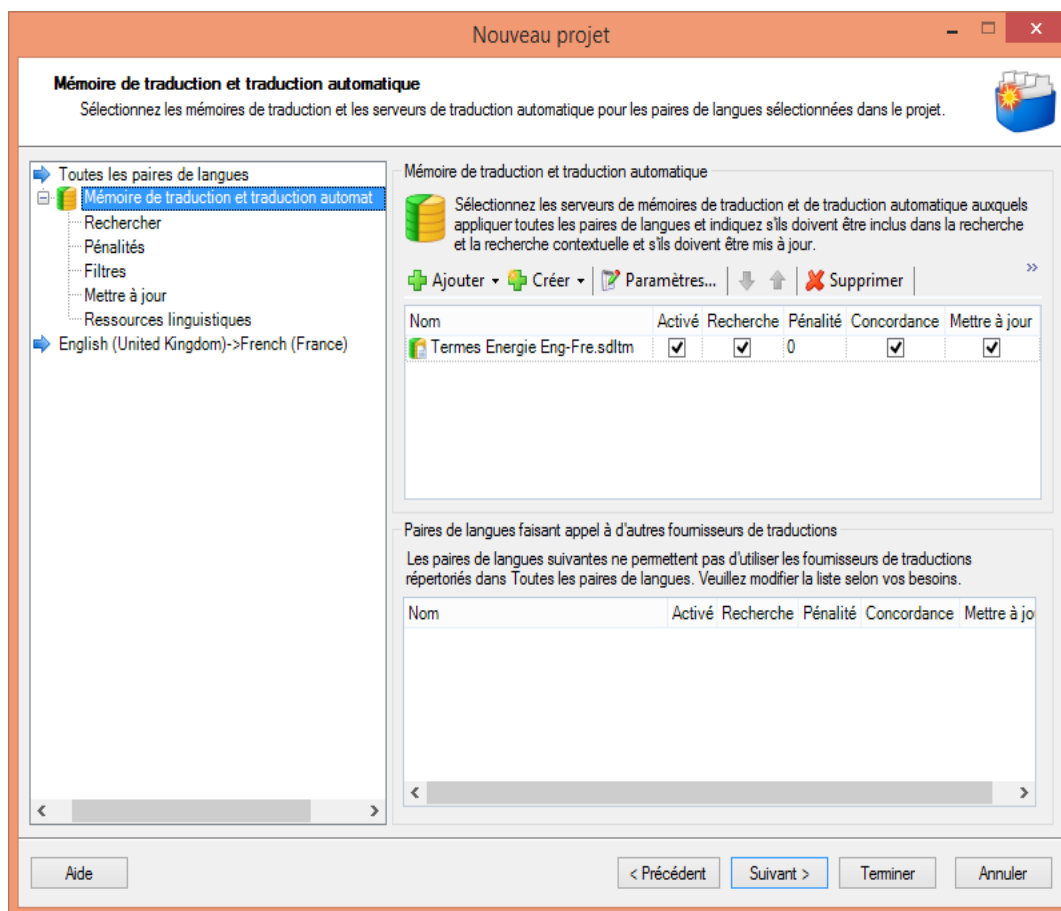 Nouveau projet
Mémoire de traduction et traduction automatique
Sélectionnez les mémoires de traduction et les serveurs de traduction automatique pour les paires de langues sélectionnées dans le projet.
Toutes les paires de langues
Mémoire de traduction et traduction automat
Rechercher
Pénalités
Filtres
Mettre à jour
Ressources linguistiques
English (United Kingdom)->French (France)
Mémoire de traduction et traduction automatique
Sélectionnez les serveurs de mémoires de traduction et de traduction automatique auxquels
appliquer toutes les paires de langues et indiquez s'ils doivent être inclus dans la recherche
et la recherche contextuelle et s'ils doivent être mis à jour.
Ajouter Créer Paramètres... Supprimer »
Nom Activé Recherche Pénalité Concordance Mettre à jour
Termes Energie Eng-Fre.sdltm 0
Paires de langues faisant appel à d'autres fournisseurs de traductions
Les paires de langues suivantes ne permettent pas d'utiliser les fournisseurs de traductions
répertoriés dans Toutes les paires de langues. Veuillez modifier la liste selon vos besoins.
Nom Activé Recherche Pénalité Concordance Mettre à jo
Aide < Précédent Suivant > Terminer Annuler